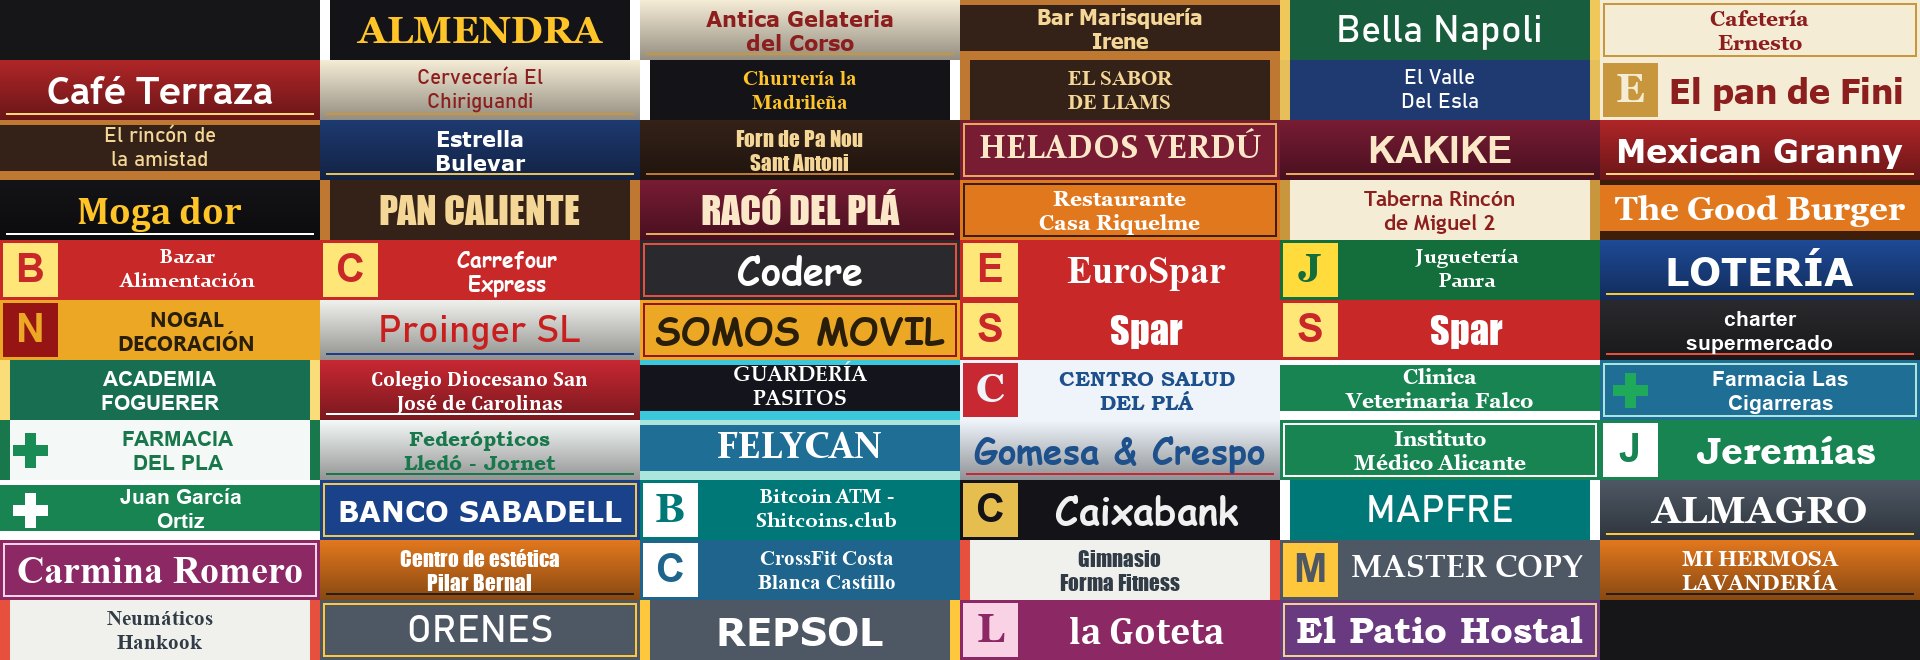 ALMENDRA
Antica Gelateria
del Corso
Bar Marisquería
Irene
Bella Napoli
Cafetería
Ernesto
Café Terraza
Cervecería El
Chiriguandi
Churrería la
Madrileña
EL SABOR
DE LIAMS
El Valle
Del Esla
E
El pan de Fini
El rincón de
la amistad
Estrella
Bulevar
Forn de Pa Nou
Sant Antoni
HELADOS VERDÚ
KAKIKE
Mexican Granny
Moga dor
PAN CALIENTE
RACÓ DEL PLÁ
Restaurante
Casa Riquelme
Taberna Rincón
de Miguel 2
The Good Burger
B
Bazar
Alimentación
C
Carrefour
Express
Codere
E
EuroSpar
J
Juguetería
Panra
LOTERÍA
N
NOGAL
DECORACIÓN
Proinger SL
SOMOS MOVIL
S
Spar
S
Spar
charter
supermercado
ACADEMIA
FOGUERER
Colegio Diocesano San
José de Carolinas
GUARDERÍA
PASITOS
C
CENTRO SALUD
DEL PLÁ
Clinica
Veterinaria Falco
Farmacia Las
Cigarreras
FARMACIA
DEL PLA
Federópticos
Lledó - Jornet
FELYCAN
Gomesa & Crespo
Instituto
Médico Alicante
J
Jeremías
Juan García
Ortiz
BANCO SABADELL
B
Bitcoin ATM -
Shitcoins.club
C
Caixabank
MAPFRE
ALMAGRO
Carmina Romero
Centro de estética
Pilar Bernal
C
CrossFit Costa
Blanca Castillo
Gimnasio
Forma Fitness
M
MASTER COPY
MI HERMOSA
LAVANDERÍA
Neumáticos
Hankook
ORENES
REPSOL
L
la Goteta
El Patio Hostal